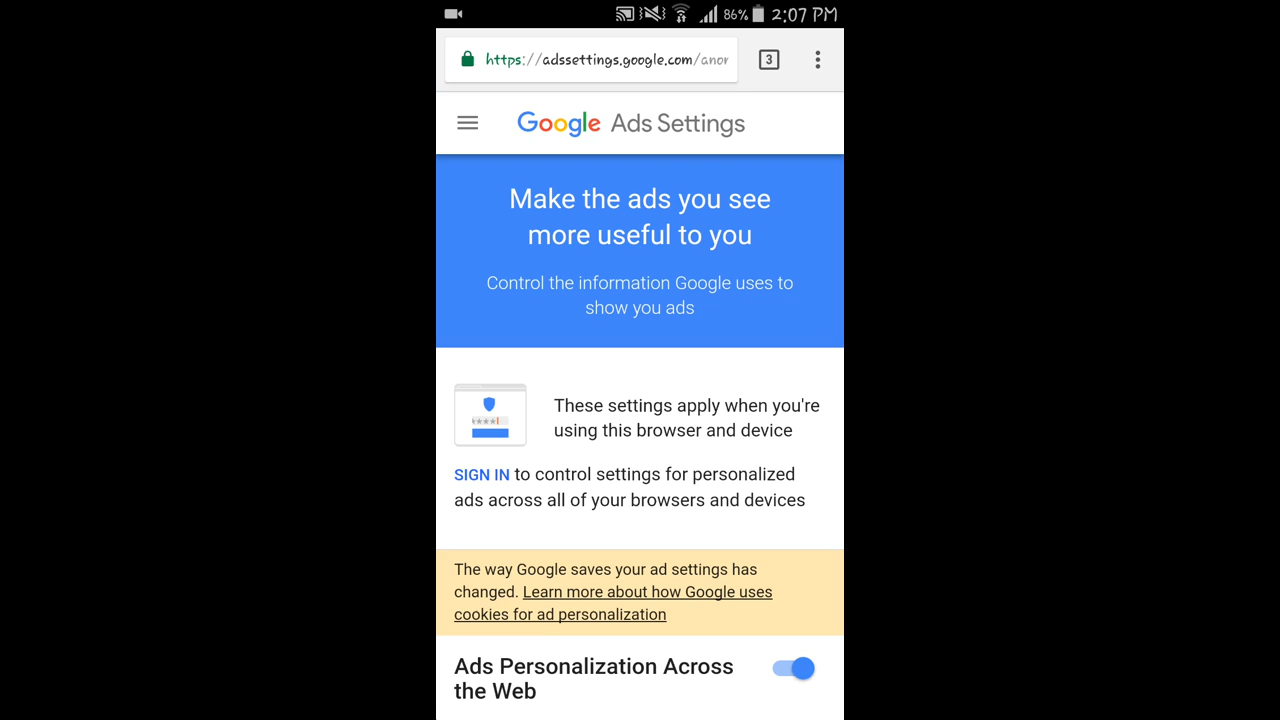 86% 2:07 PM
https://adssettings.google.com/anor
3
Google Ads Settings
Make the ads you see
more useful to you
Control the information Google uses to
show you ads
These settings apply when you're
using this browser and device
SIGN IN to control settings for personalized
ads across all of your browsers and devices
The way Google saves your ad settings has
changed. Learn more about how Google uses
cookies for ad personalization
Ads Personalization Across
the Web